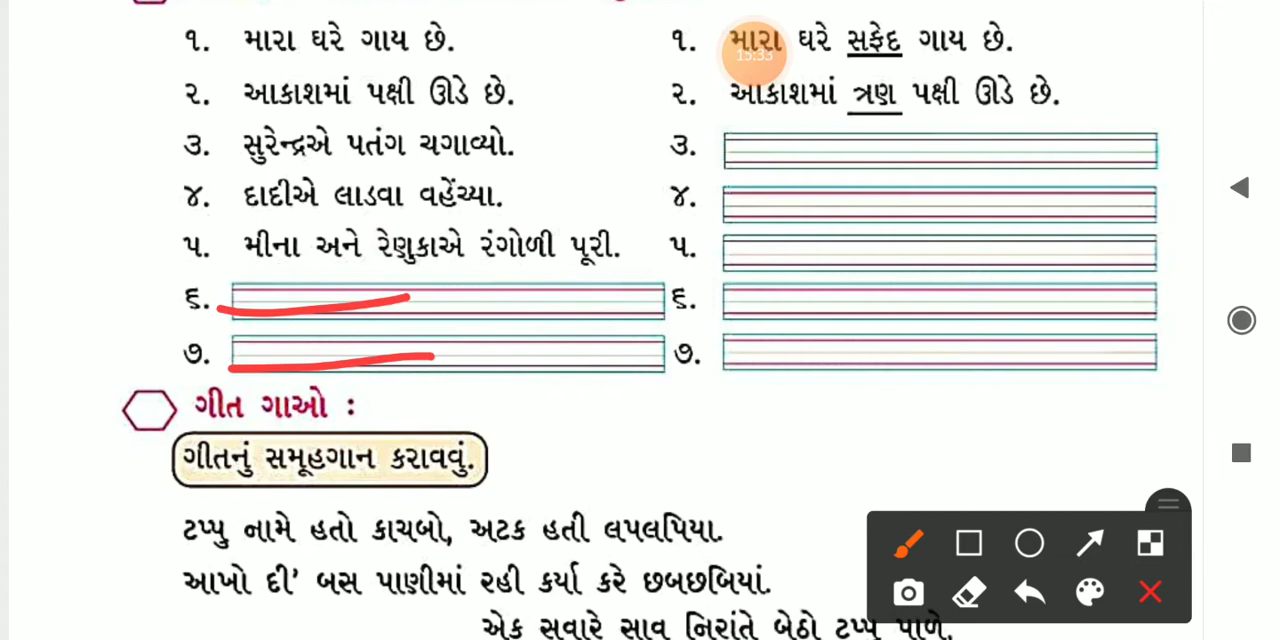 ૧. મારા ઘરે ગાય છે. ૧. મારા ઘરે સફેદ ગાય છે.
15:33
૨. આકાશમાં પક્ષી ઊડે છે. ૨. આકાશમાં ત્રણ પક્ષી ઊડે છે.
૩. સુરેન્દ્રએ પતંગ ચગાવ્યો. ૩.
૪. દાદીએ લાડવા વહેંચ્યા. ૪.
૫. મીના અને રેણુકાએ રંગોળી પૂરી. ૫.
૬. ૬.
૭. ૭.
ગીત ગાઓ :
ગીતનું સમૂહગાન કરાવવું.
ટપ્પુ નામે હતો કાચબો, અટક હતી લપલપિયા.
આખો દી' બસ પાણીમાં રહી કર્યા કરે છબછબિયાં.
એક સવારે સાવ નિરાંતે બેઠો ટપ્પુ પાળે.